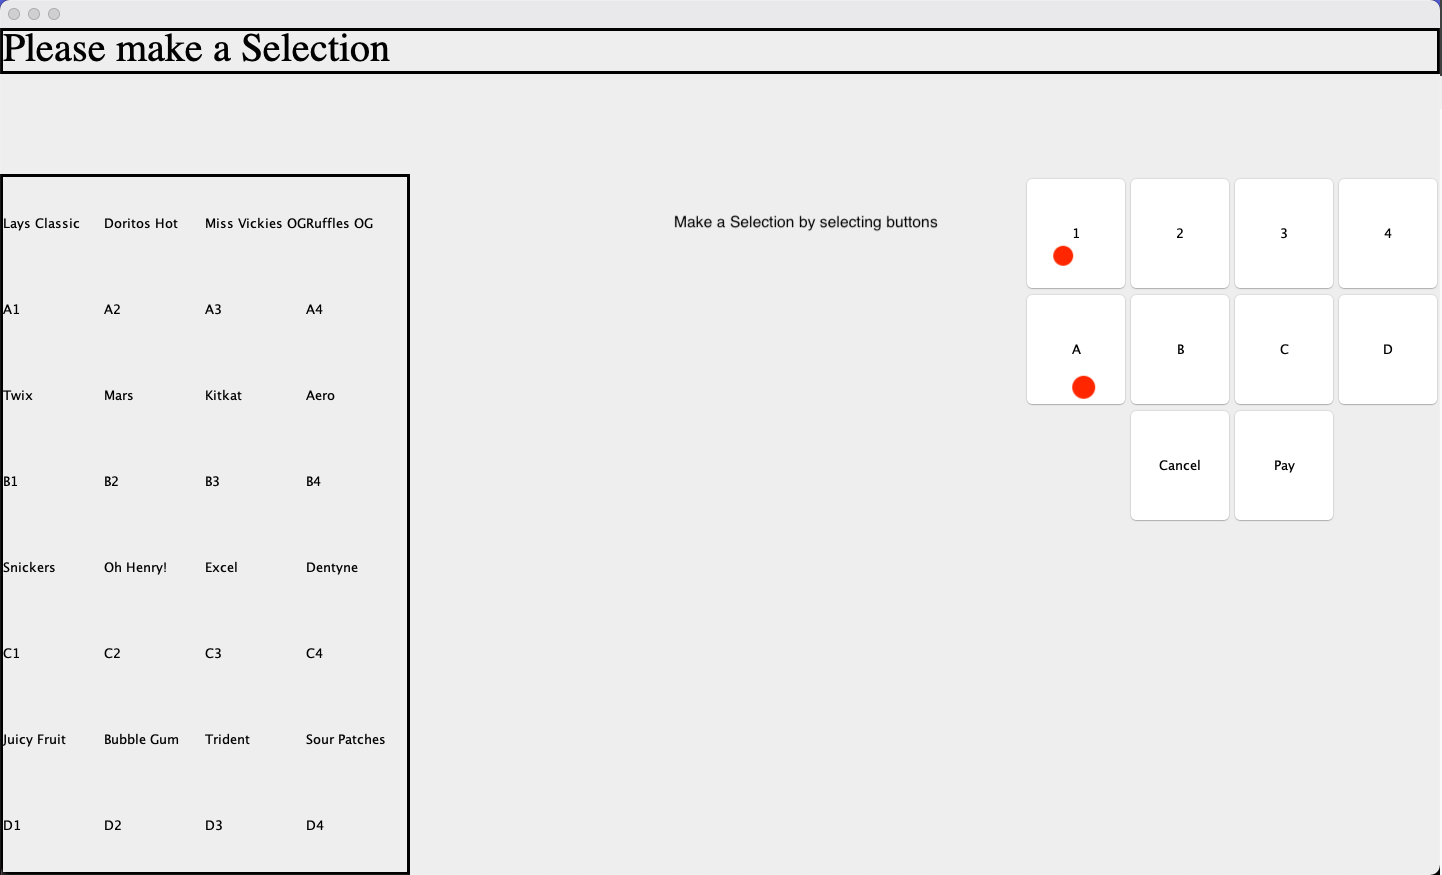 Please make a Selection
Lays Classic Doritos Hot Miss Vickies OG Ruffles OG
A1 A2 A3 A4
Twix Mars Kitkat Aero
B1 B2 B3 B4
Snickers Oh Henry! Excel Dentyne
C1 C2 C3 C4
Juicy Fruit Bubble Gum Trident Sour Patches
D1 D2 D3 D4
Make a Selection by selecting buttons
1 2 3 4
A B C D
Cancel Pay